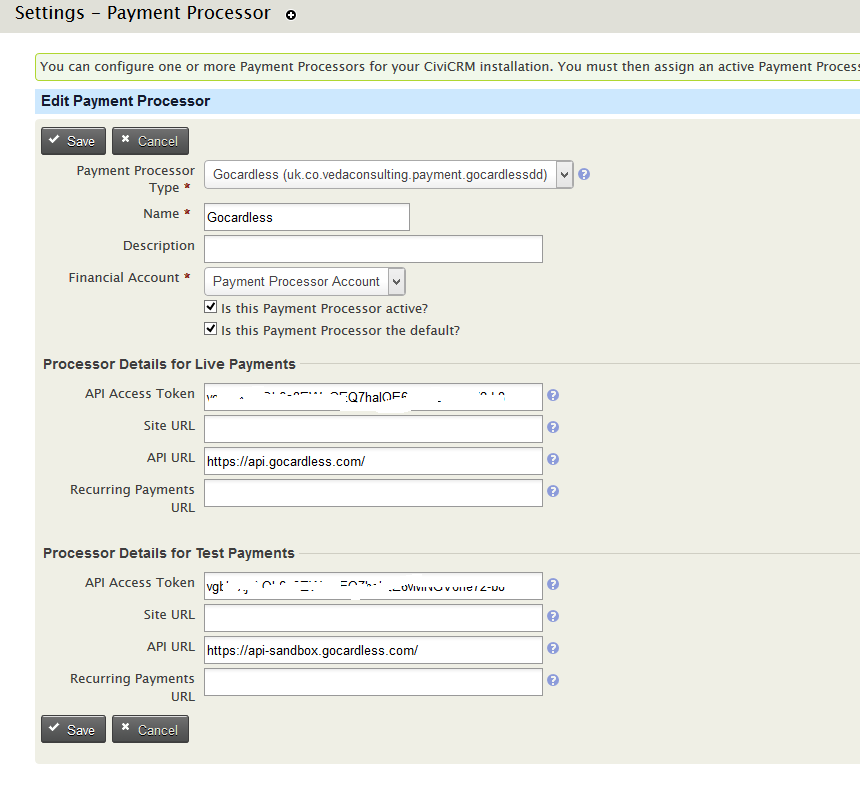 Settings - Payment Processor
You can configure one or more Payment Processors for your CiviCRM installation. You must then assign an active Payment Proces
Edit Payment Processor
Save Cancel
Payment Processor Type * Gocardless (uk.co.vedaconsulting.payment.gocardlessdd)
Name * Gocardless
Description
Financial Account * Payment Processor Account
Is this Payment Processor active?
Is this Payment Processor the default?
Processor Details for Live Payments
API Access Token
Site URL
API URL https://api.gocardless.com/
Recurring Payments URL
Processor Details for Test Payments
API Access Token
Site URL
API URL https://api-sandbox.gocardless.com/
Recurring Payments URL
Save Cancel